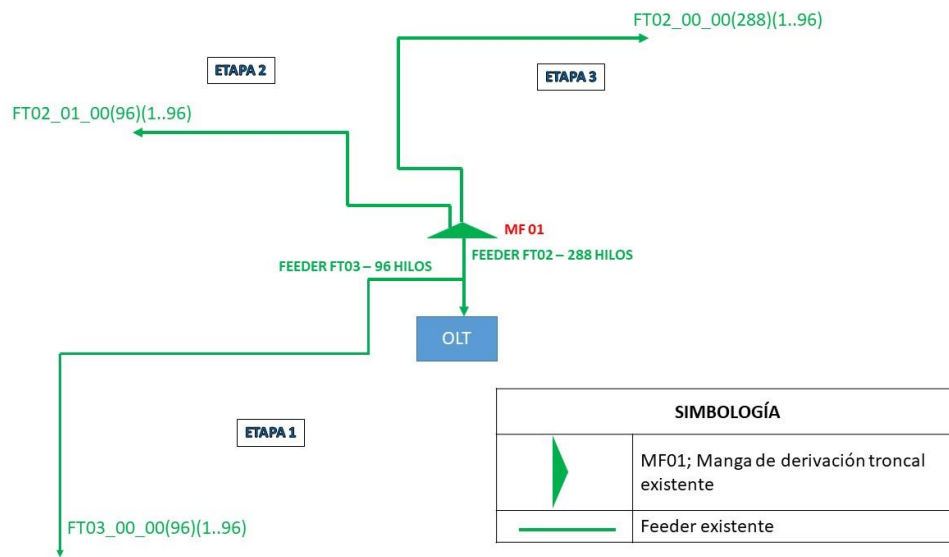 FT02_00_00(288)(1..96)
ETAPA 2
ETAPA 3
FT02_01_00(96)(1..96)
MF 01
FEEDER FT03 – 96 HILOS
FEEDER FT02 – 288 HILOS
OLT
ETAPA 1
SIMBOLOGÍA
MF01; Manga de derivación troncal
existente
Feeder existente
FT03_00_00(96)(1..96)